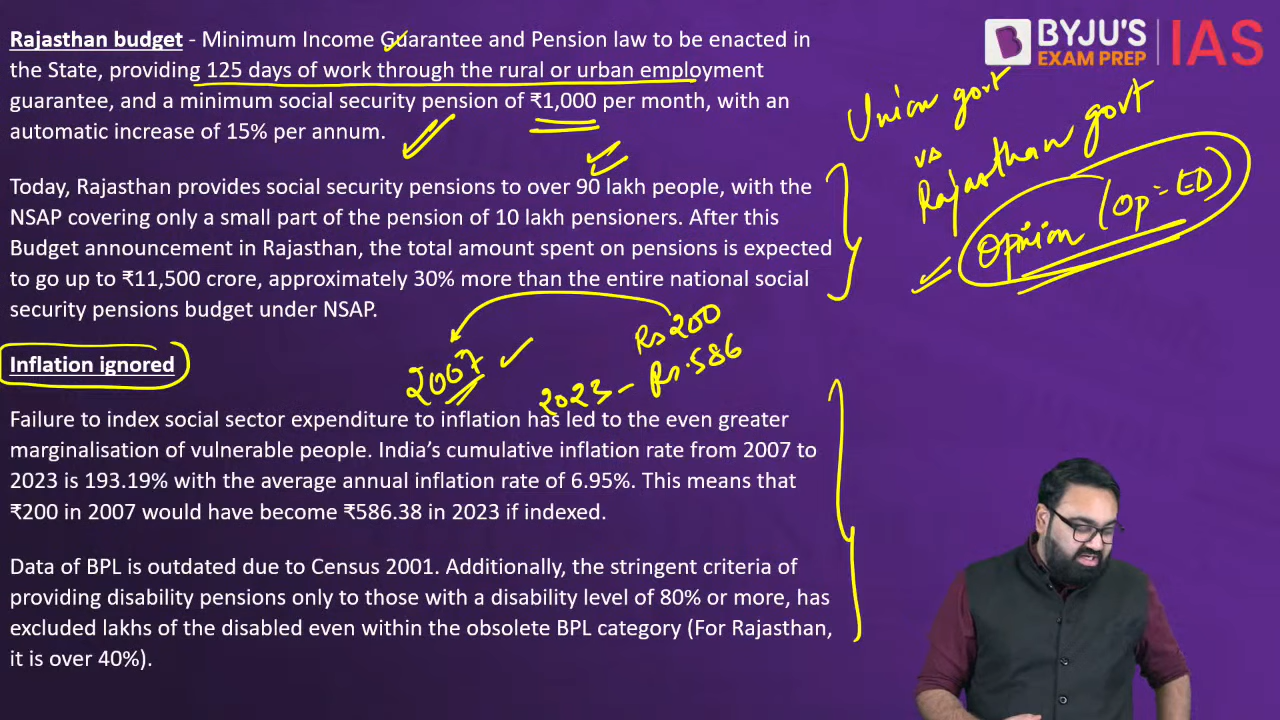 Rajasthan budget - Minimum Income Guarantee and Pension law to be enacted in
the State, providing 125 days of work through the rural or urban employment
guarantee, and a minimum social security pension of ₹1,000 per month, with an
automatic increase of 15% per annum.
Today, Rajasthan provides social security pensions to over 90 lakh people, with the
NSAP covering only a small part of the pension of 10 lakh pensioners. After this
Budget announcement in Rajasthan, the total amount spent on pensions is expected
to go up to ₹11,500 crore, approximately 30% more than the entire national social
security pensions budget under NSAP.
Inflation ignored
2007
Rs 200
2023 - Rs.586
Failure to index social sector expenditure to inflation has led to the even greater
marginalisation of vulnerable people. India’s cumulative inflation rate from 2007 to
2023 is 193.19% with the average annual inflation rate of 6.95%. This means that
₹200 in 2007 would have become ₹586.38 in 2023 if indexed.
Data of BPL is outdated due to Census 2001. Additionally, the stringent criteria of
providing disability pensions only to those with a disability level of 80% or more, has
excluded lakhs of the disabled even within the obsolete BPL category (For Rajasthan,
it is over 40%).
BYJU'S IAS
EXAM PREP
Union govt
vs
Rajasthan govt
Opinion (Op-ED)